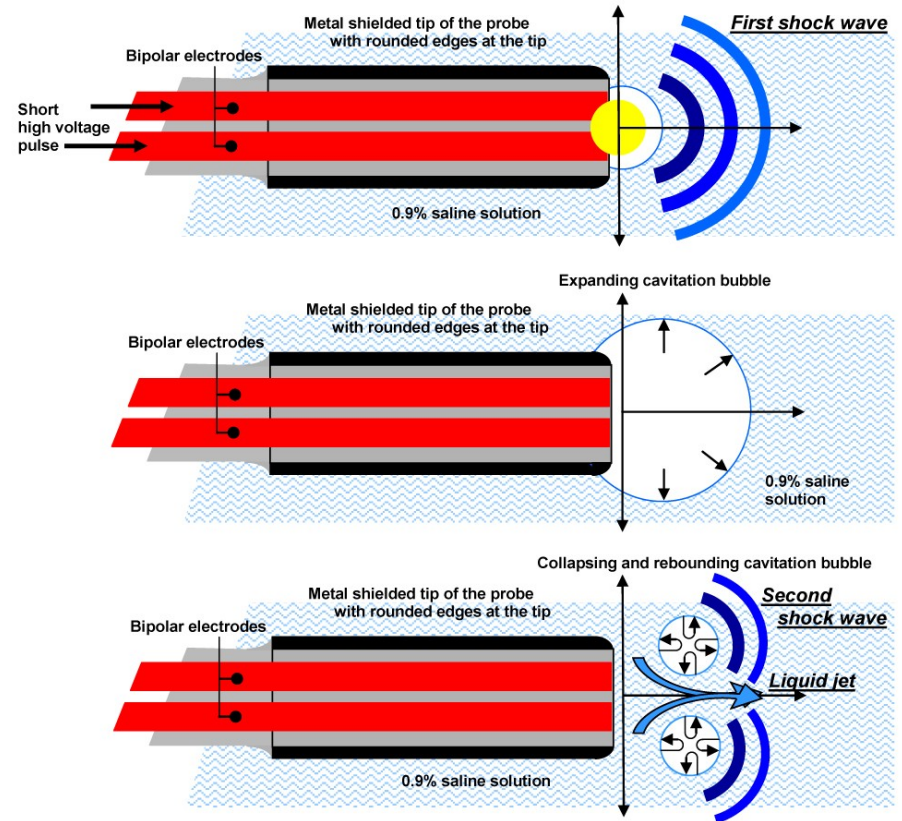 Metal shielded tip of the probe
with rounded edges at the tip
First shock wave
Bipolar electrodes
Short
high voltage
pulse
0.9% saline solution
Expanding cavitation bubble
Metal shielded tip of the probe
with rounded edges at the tip
Bipolar electrodes
0.9% saline
solution
Collapsing and rebounding cavitation bubble
Metal shielded tip of the probe
with rounded edges at the tip
Second
shock wave
Bipolar electrodes
Liquid jet
0.9% saline solution